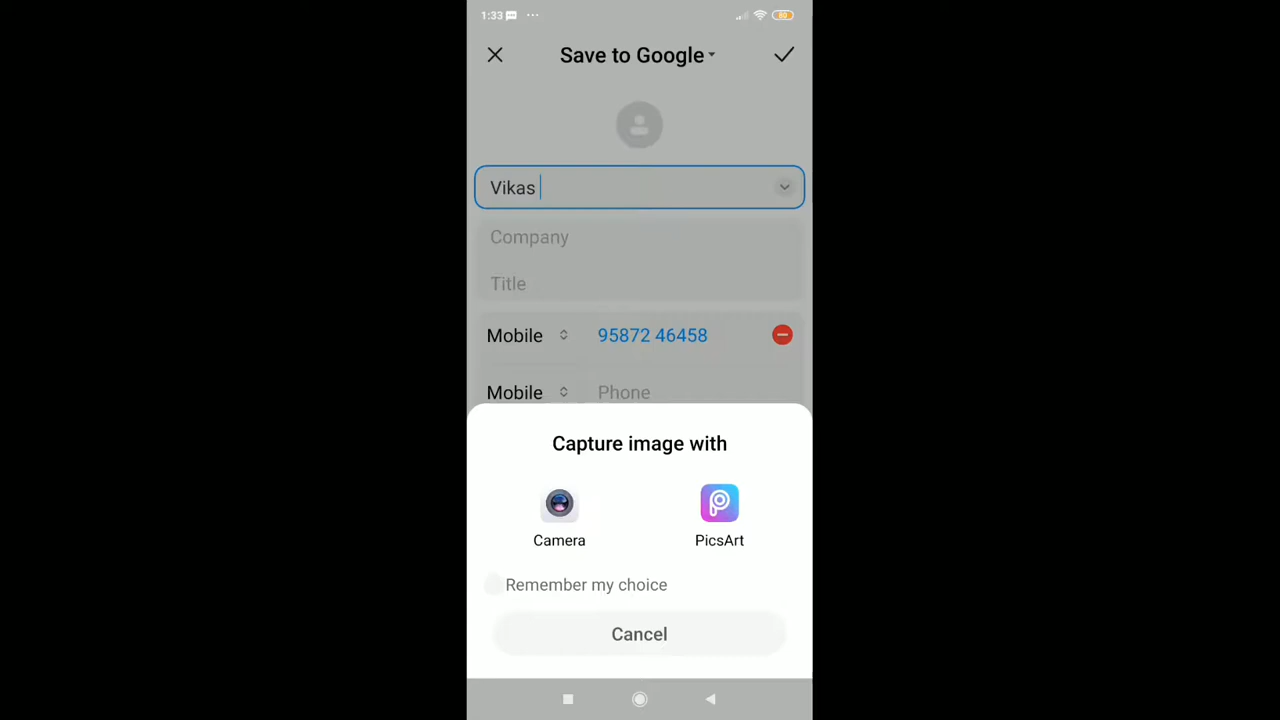 1:33
80
Save to Google
Vikas
Company
Title
Mobile 95872 46458
Mobile Phone
Capture image with
Camera PicsArt
Remember my choice
Cancel